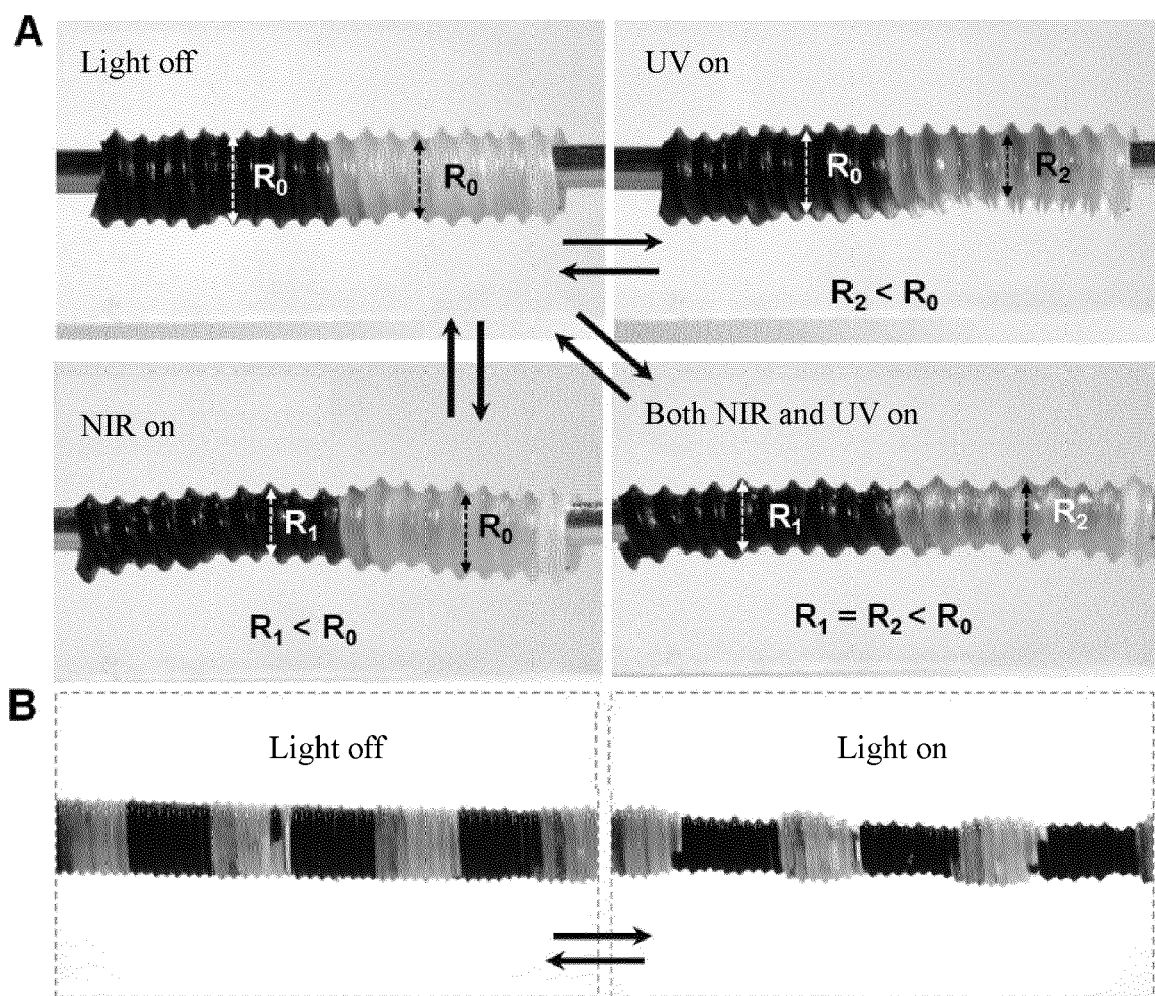 A
Light off
R₀
R₀
UV on
R₀
R₂
R₂ < R₀
NIR on
R₁
R₀
R₁ < R₀
Both NIR and UV on
R₁
R₂
R₁ = R₂ < R₀
B
Light off
Light on